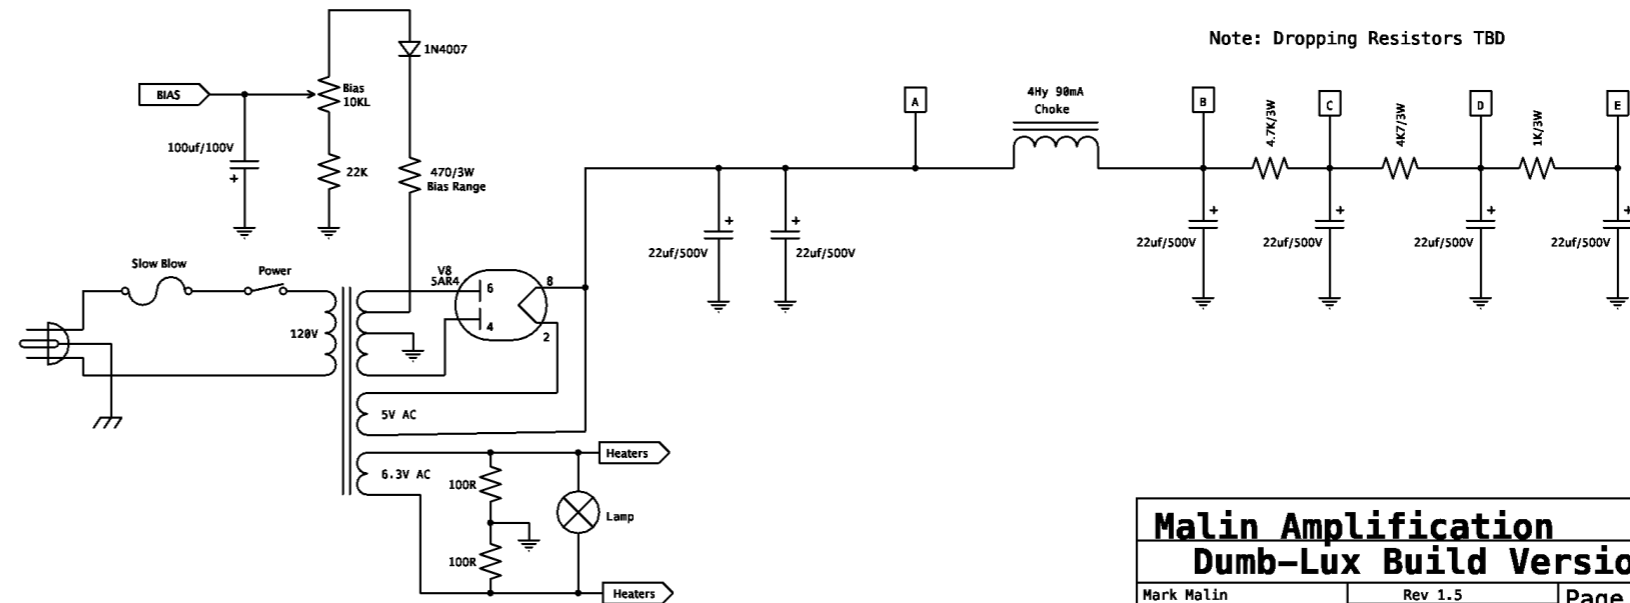 Note: Dropping Resistors TBD
1N4007
BIAS
Bias
10KL
100uf/100V
+
22K
470/3W
Bias Range
A
4Hy 90mA
Choke
B
4.7K/3W
C
4K7/3W
D
1K/3W
E
+
22uf/500V
+
22uf/500V
+
22uf/500V
+
22uf/500V
+
22uf/500V
+
22uf/500V
Slow Blow
Power
120V
V8
5AR4
6
4
8
2
5V AC
6.3V AC
Heaters
100R
Lamp
100R
Heaters
Malin Amplification
Dumb-Lux Build Versio
Mark Malin
Rev 1.5
Page